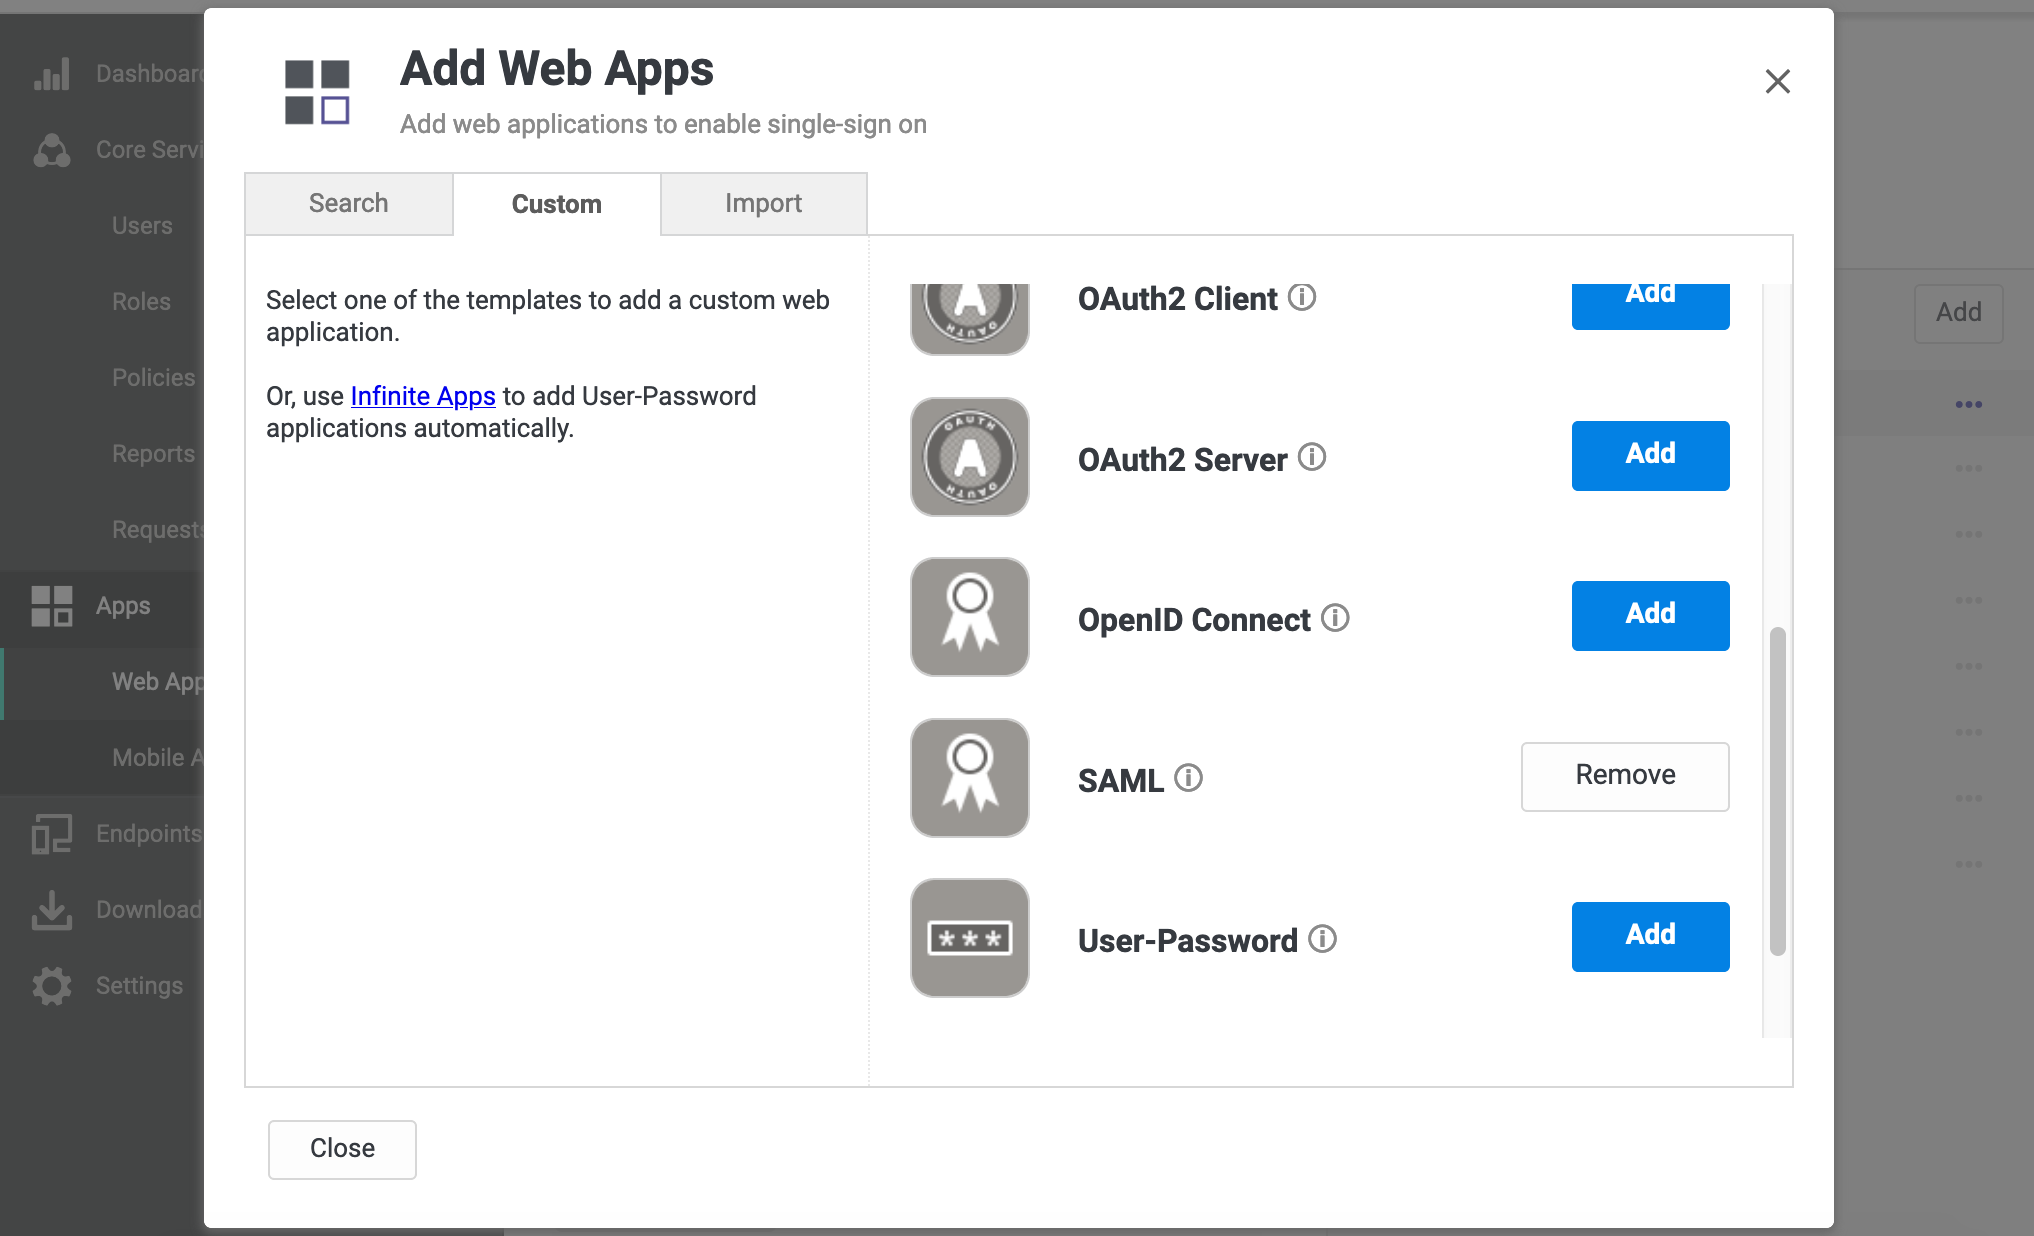 Add Web Apps
Add web applications to enable single-sign on
Dashboard
Core Servi
Users
Roles
Policies
Reports
Requests
Apps
Web App
Mobile A
Endpoints
Download
Settings
Search
Custom
Import
Select one of the templates to add a custom web
application.
Or, use Infinite Apps to add User-Password
applications automatically.
OAuth2 Client
Add
OAUTH
A
OAUTH
OAuth2 Server
Add
OpenID Connect
Add
SAML
Remove
***
User-Password
Add
Close
Add